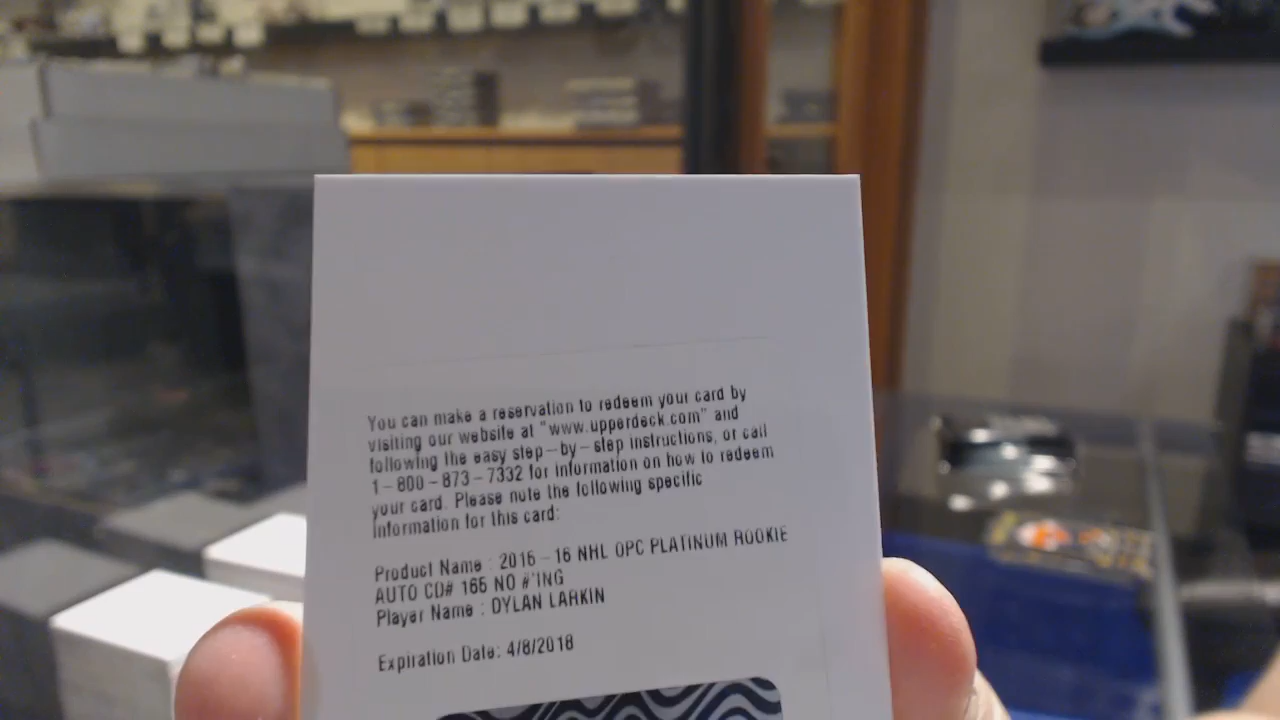 You can make a reservation to redeem your card by
visiting our website at "www.upperdeck.com" and
following the easy step-by-step instructions, or call
1-800-873-7332 for information on how to redeem
your card. Please note the following specific
information for this card:
Product Name : 2015-16 NHL OPC PLATINUM ROOKIE
AUTO CD# 165 NO #'ING
Player Name : DYLAN LARKIN
Expiration Date: 4/8/2018